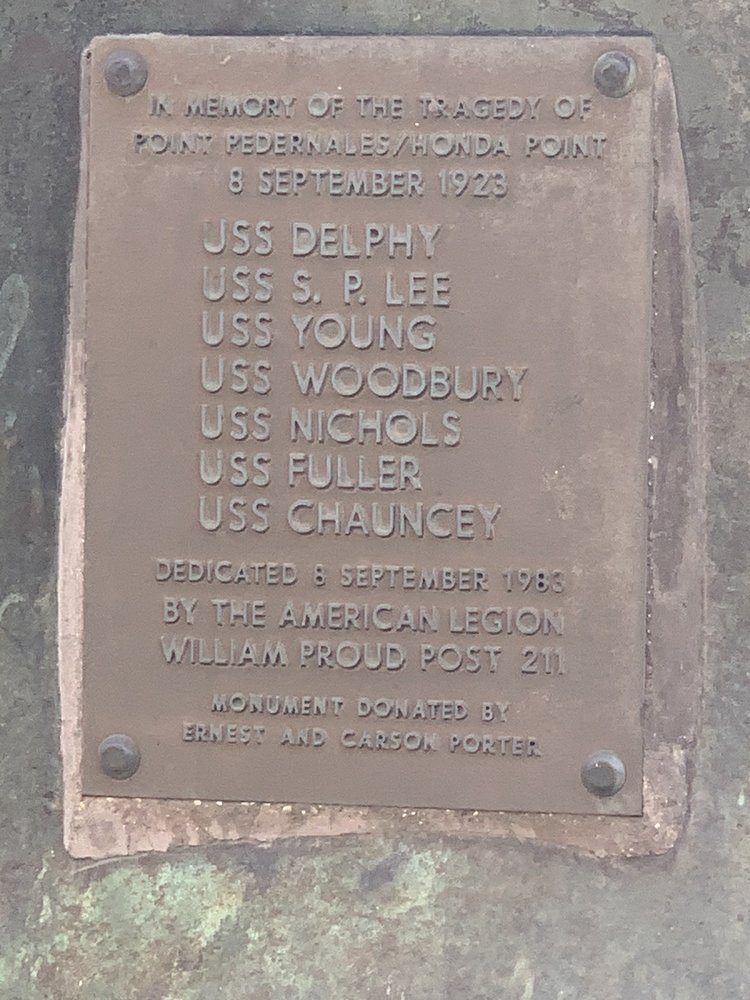 IN MEMORY OF THE TRAGEDY OF
POINT PEDERNALES/HONDA POINT
8 SEPTEMBER 1923
USS DELPHY
USS S. P. LEE
USS YOUNG
USS WOODBURY
USS NICHOLS
USS FULLER
USS CHAUNCEY
DEDICATED 8 SEPTEMBER 1983
BY THE AMERICAN LEGION
WILLIAM PROUD POST 211
MONUMENT DONATED BY
ERNEST AND CARSON PORTER